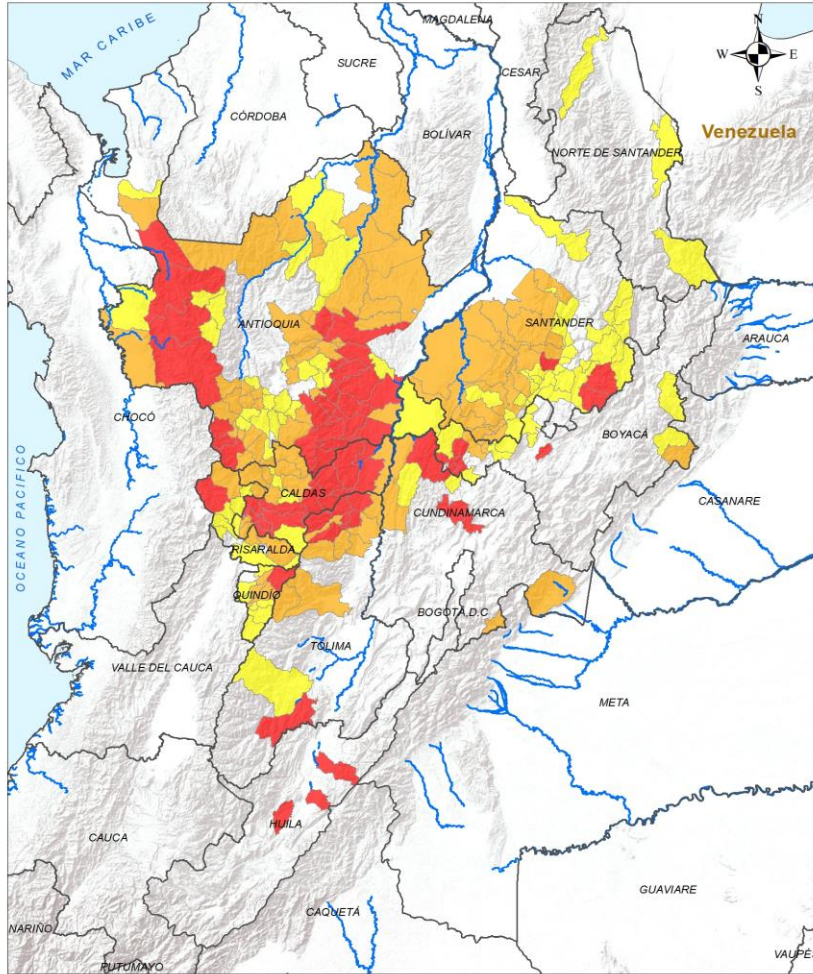 MAGDALENA
N
W E
S
MAR CARIBE
SUCRE
CESAR
CÓRDOBA
BOLÍVAR
Venezuela
NORTE DE SANTANDER
ANTIOQUIA
SANTANDER
ARAUCA
CHOCÓ
BOYACÁ
OCEANO PACIFICO
CALDAS
CASANARE
CUNDINAMARCA
RISARALDA
QUINDÍO
BOGOTÁ,D.C
TOLIMA
VALLE DEL CAUCA
META
HUILA
CAUCA
GUAVIARE
CAQUETÁ
NARIÑO
PUTUMAYO
VAUPÉS